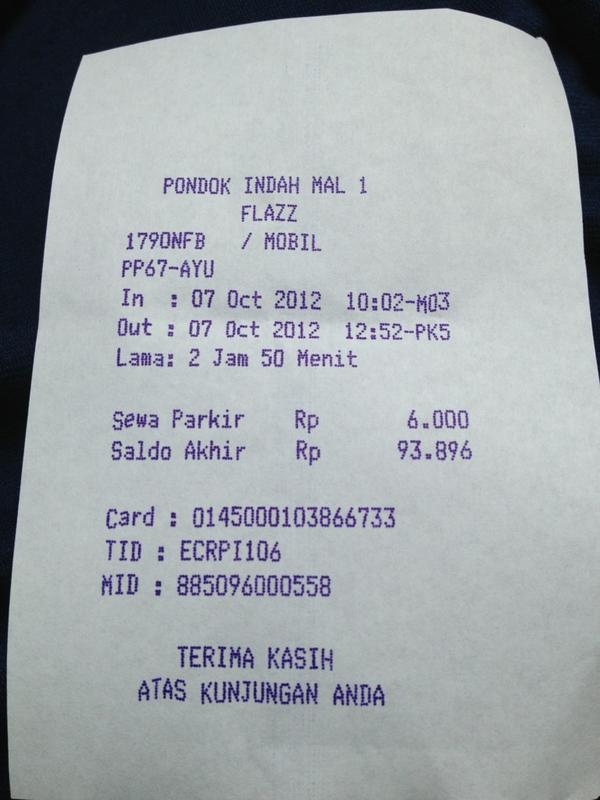 PONDOK INDAH MAL 1
FLAZZ
1790NFB / MOBIL
PP67-AYU
In : 07 Oct 2012 10:02-M03
Out : 07 Oct 2012 12:52-PK5
Lama: 2 Jam 50 Menit
Sewa Parkir Rp 6.000
Saldo Akhir Rp 93.896
Card : 0145000103866733
TID : ECRPI106
MID : 885096000558
TERIMA KASIH
ATAS KUNJUNGAN ANDA